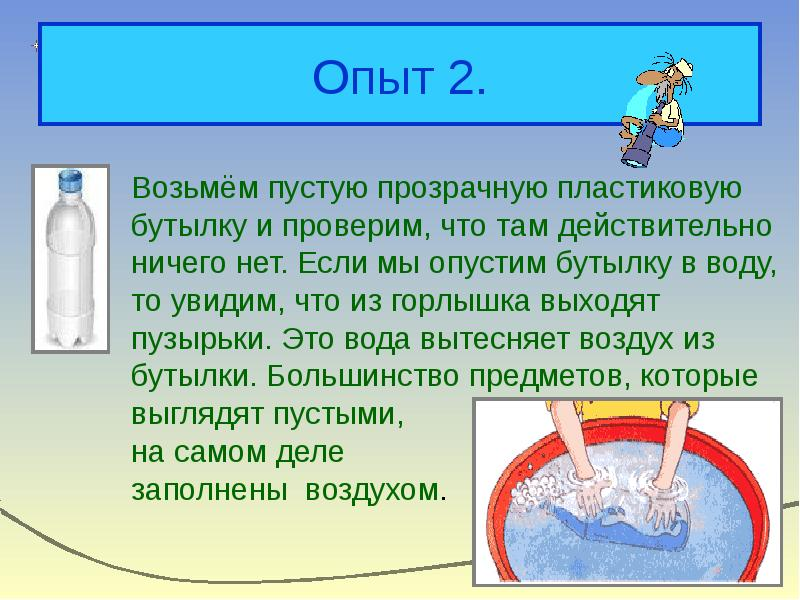 Опыт 2.
Возьмём пустую прозрачную пластиковую
бутылку и проверим, что там действительно
ничего нет. Если мы опустим бутылку в воду,
то увидим, что из горлышка выходят
пузырьки. Это вода вытесняет воздух из
бутылки. Большинство предметов, которые
выглядят пустыми,
на самом деле
заполнены воздухом.